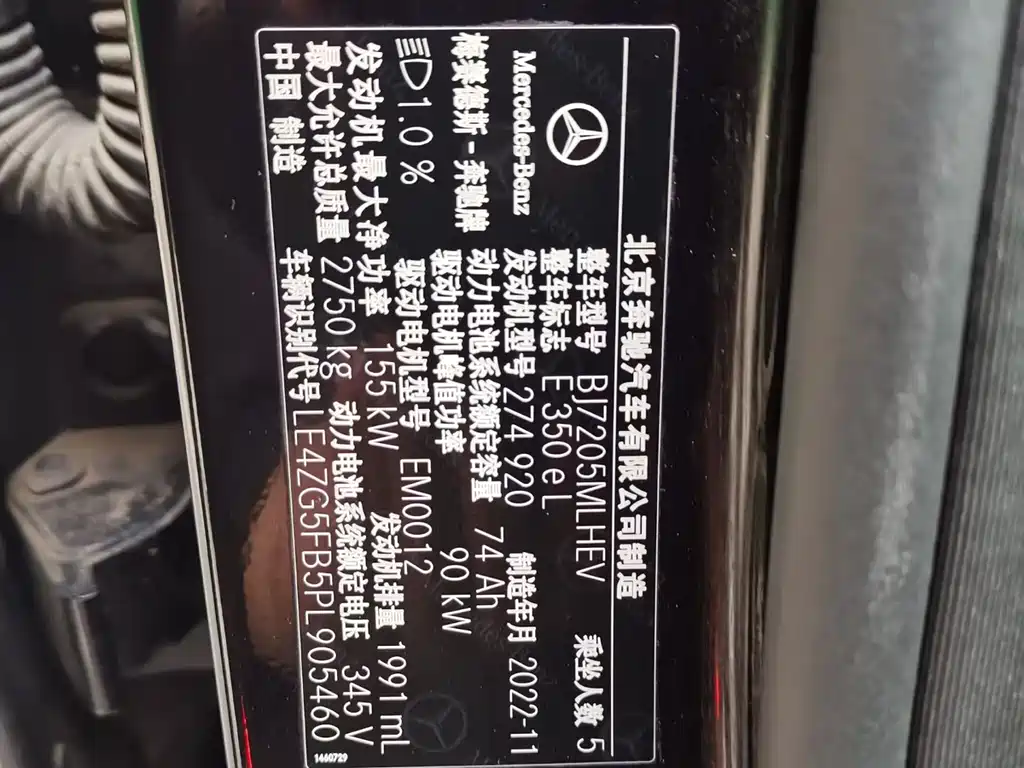 北京奔驰汽车有限公司制造
Mercedes-Benz
梅赛德斯-奔驰牌
1.0 %
整车型号 BJ7205MLHEV 乘坐人数 5
整车标志 E 350 e L
发动机型号 274 920 制造年月 2022-11
动力电池系统额定容量 74 Ah
驱动电机峰值功率 90 kW
驱动电机型号 EM0012
发动机最大净功率 155 kW 发动机排量 1991 mL
最大允许总质量 2750 kg 动力电池系统额定电压 345 V
中国 制造 车辆识别代号 LE4ZG5FB5PL905460
1460729